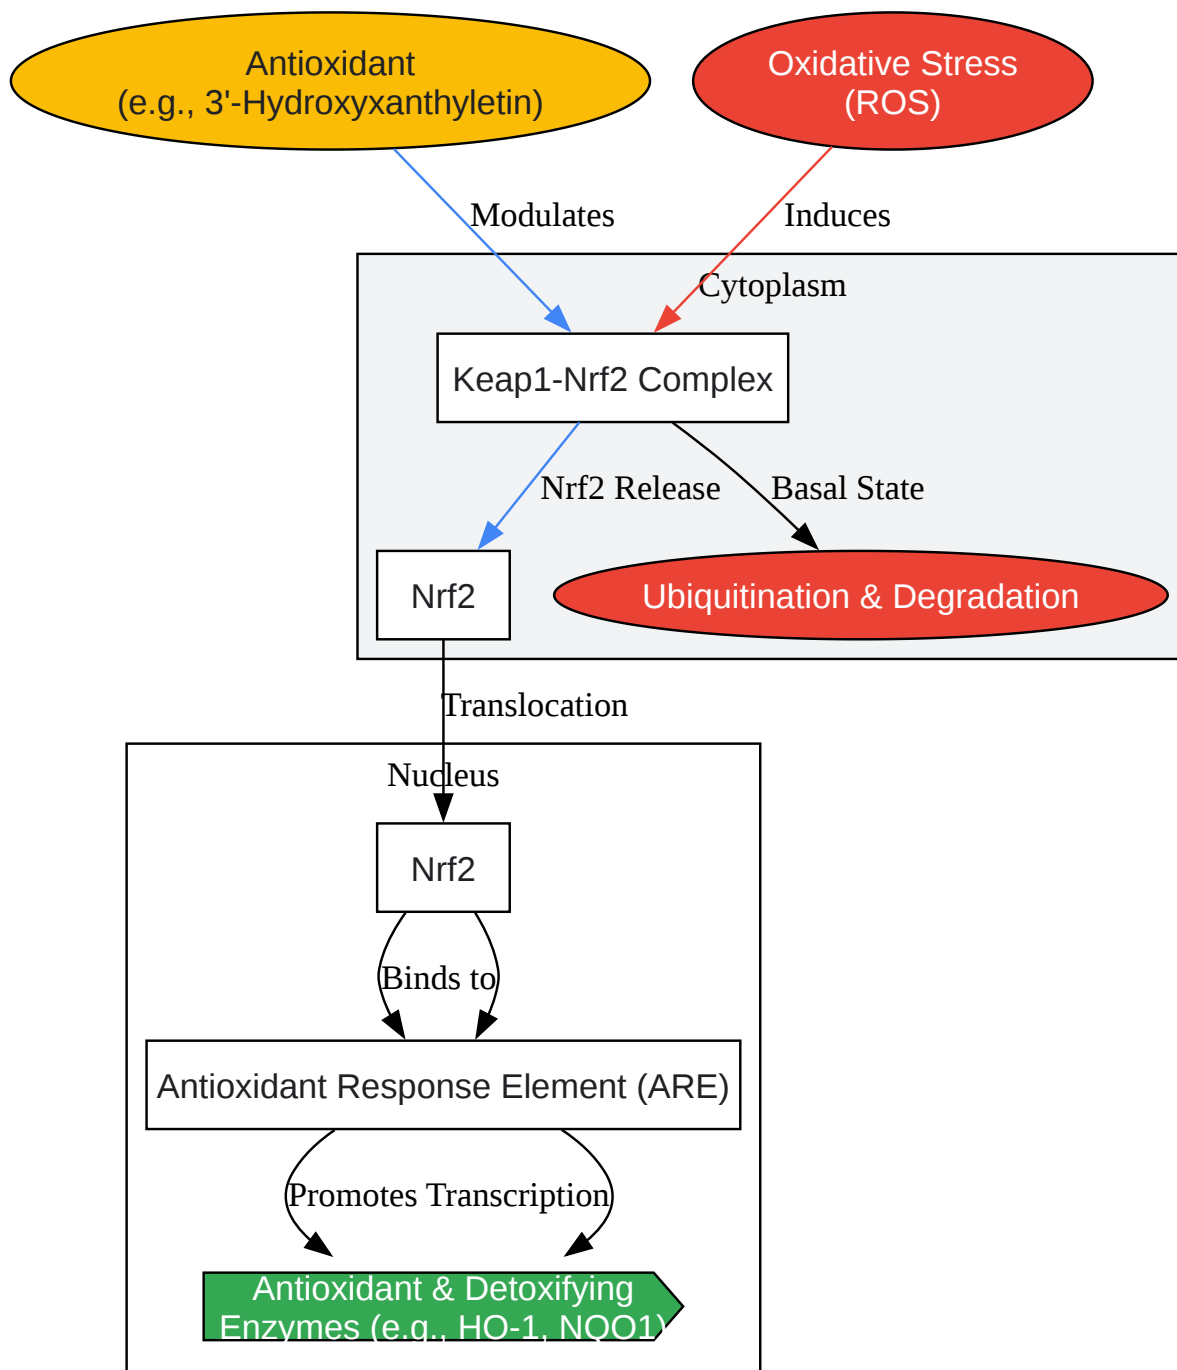 Antioxidant
(e.g., 3'-Hydroxyxanthyletin)
Oxidative Stress
(ROS)
Modulates
Induces
Cytoplasm
Keap1-Nrf2 Complex
Nrf2 Release
Basal State
Nrf2
Ubiquitination & Degradation
Translocation
Nucleus
Nrf2
Binds to
Antioxidant Response Element (ARE)
Promotes Transcription
Antioxidant & Detoxifying
Enzymes (e.g., HO-1, NQO1)